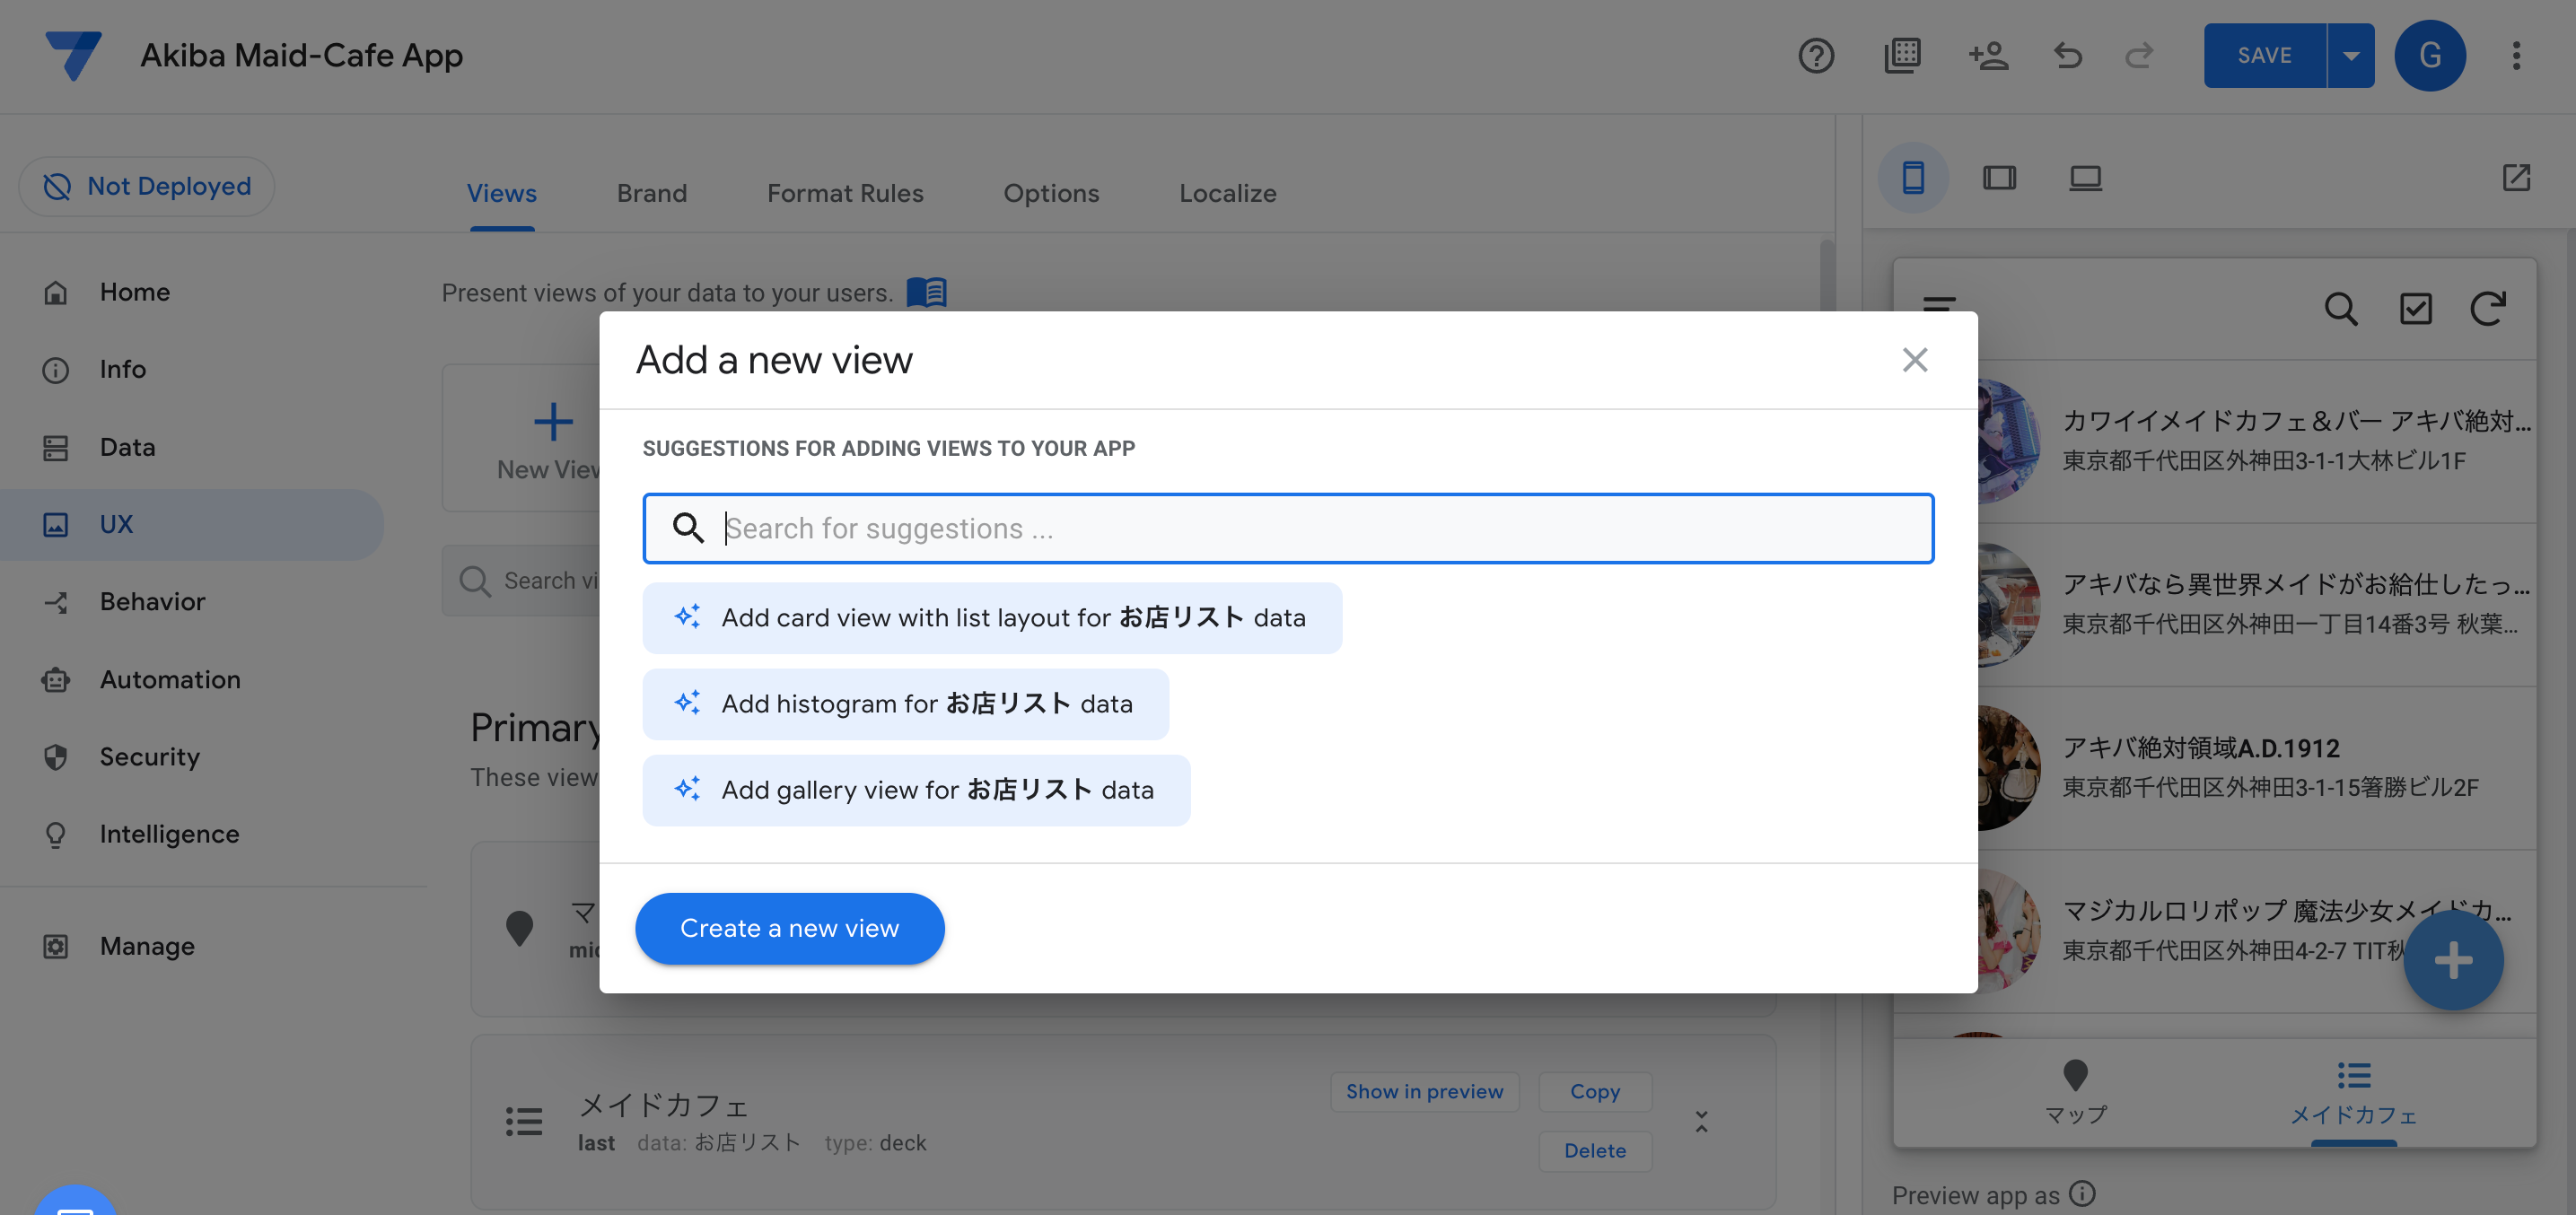 Akiba Maid-Cafe App
SAVE
G
Not Deployed
Views
Brand
Format Rules
Options
Localize
Home
Info
Data
UX
Behavior
Automation
Security
Intelligence
Manage
Present views of your data to your users.
New View
Search vi
Primary
These view
マ
mid
Add a new view
SUGGESTIONS FOR ADDING VIEWS TO YOUR APP
Search for suggestions ...
Add card view with list layout for お店リスト data
Add histogram for お店リスト data
Add gallery view for お店リスト data
Create a new view
メイドカフェ
last data: お店リスト type: deck
Show in preview
Copy
Delete
カワイイメイドカフェ＆バー アキバ絶対...
東京都千代田区外神田3-1-1大林ビル1F
アキバなら異世界メイドがお給仕したっ...
東京都千代田区外神田一丁目14番3号 秋葉...
アキバ絶対領域A.D.1912
東京都千代田区外神田3-1-15箸勝ビル2F
マジカルロリポップ 魔法少女メイドカ...
東京都千代田区外神田4-2-7 TIT秋
マップ
メイドカフェ
Preview app as